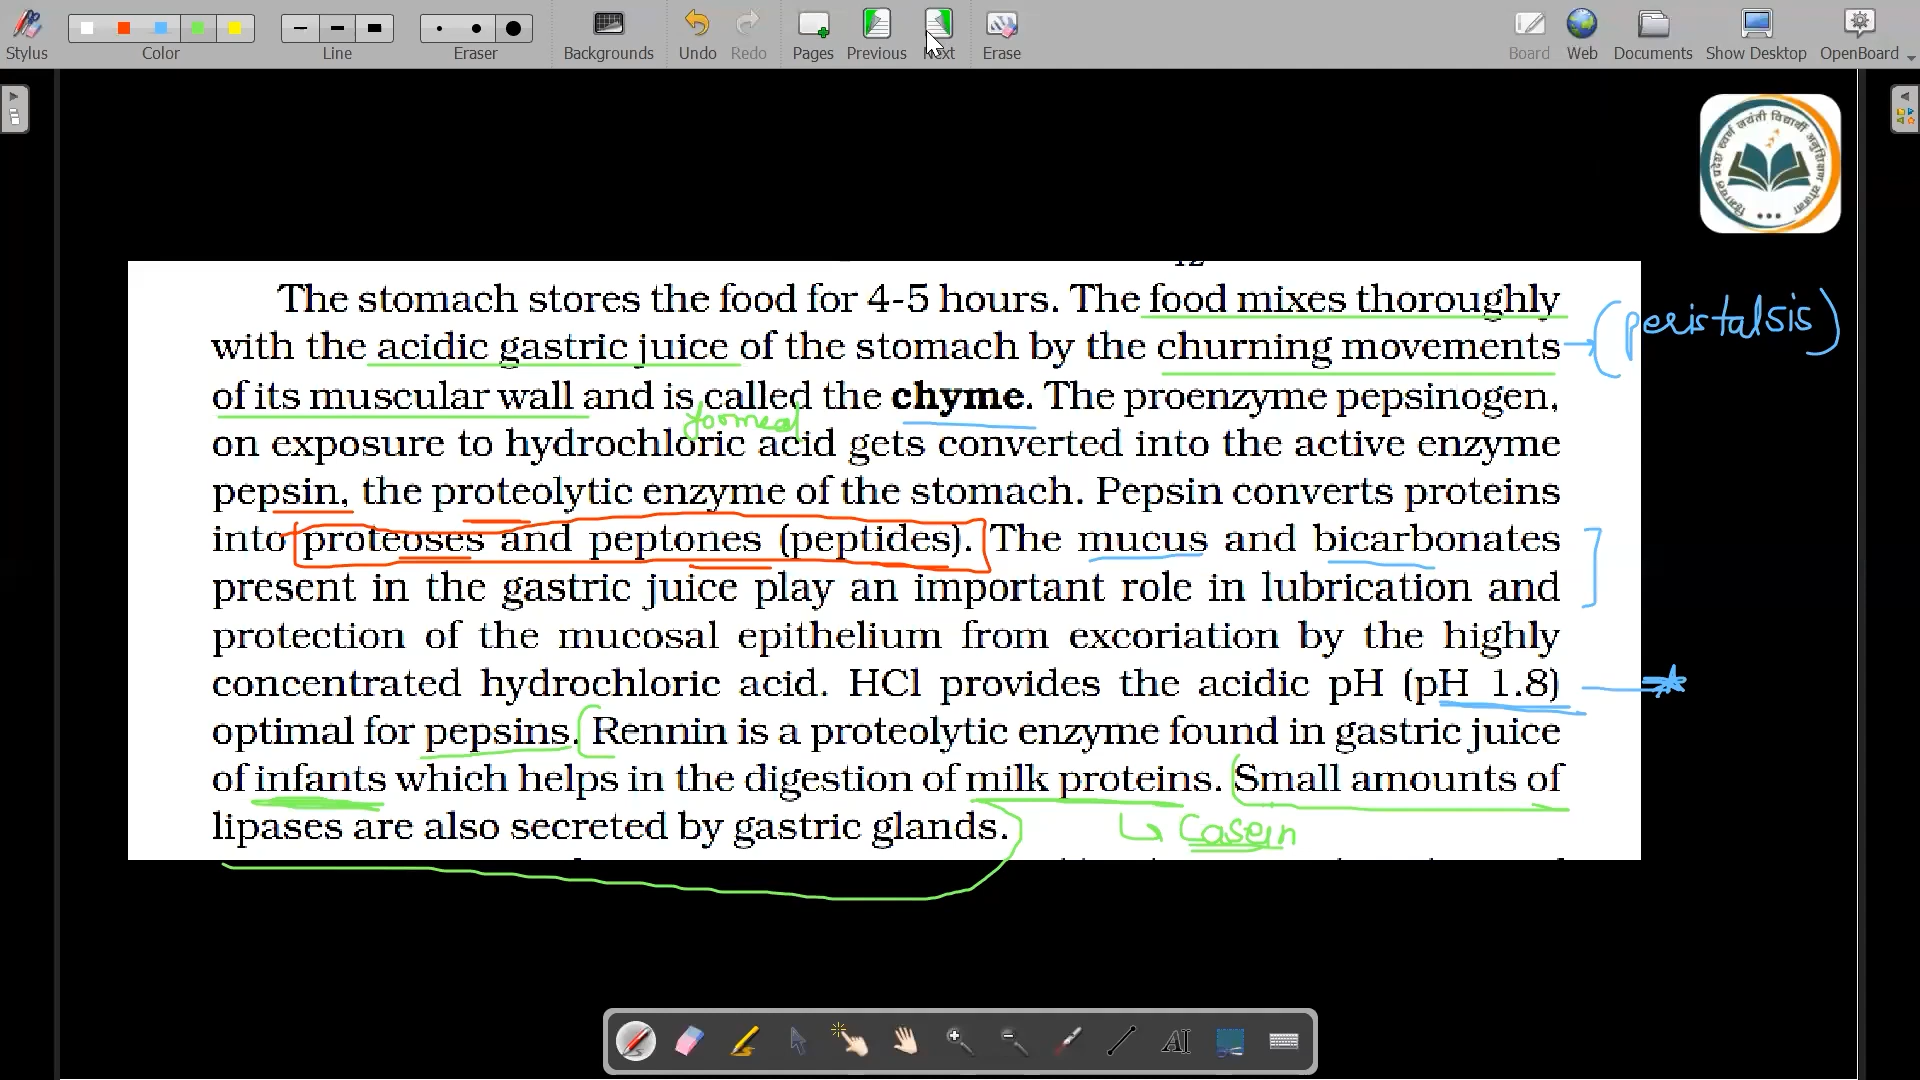 Stylus
Color
Line
Eraser
Backgrounds
Undo
Redo
Pages
Previous
Next
Erase
Board
Web
Documents
Show Desktop
OpenBoard
हिमाचल प्रदेश स्वर्ण जयंती विद्यार्थी अनुशिक्षण योजना
The stomach stores the food for 4-5 hours. The food mixes thoroughly
(peristalsis)
with the acidic gastric juice of the stomach by the churning movements
of its muscular wall and is called the chyme. The proenzyme pepsinogen,
formed
on exposure to hydrochloric acid gets converted into the active enzyme
pepsin, the proteolytic enzyme of the stomach. Pepsin converts proteins
into proteoses and peptones (peptides). The mucus and bicarbonates
present in the gastric juice play an important role in lubrication and
protection of the mucosal epithelium from excoriation by the highly
concentrated hydrochloric acid. HCl provides the acidic pH (pH 1.8)
optimal for pepsins. Rennin is a proteolytic enzyme found in gastric juice
of infants which helps in the digestion of milk proteins. Small amounts of
lipases are also secreted by gastric glands.
Casein